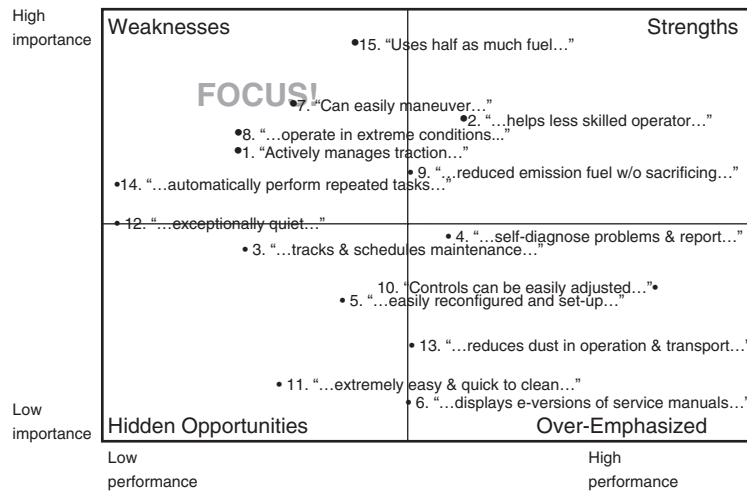 High
importance
Weaknesses
Strengths
15. “Uses half as much fuel…”
FOCUS!
7. “Can easily maneuver…”
2. “…helps less skilled operator…”
8. “…operate in extreme conditions...”
1. “Actively manages traction…”
9. “…reduced emission fuel w/o sacrificing…”
14. “…automatically perform repeated tasks…”
12. “…exceptionally quiet…”
4. “…self-diagnose problems & report…”
3. “…tracks & schedules maintenance…”
10. “Controls can be easily adjusted…”
5. “…easily reconfigured and set-up…”
13. “…reduces dust in operation & transport…”
11. “…extremely easy & quick to clean…”
6. “…displays e-versions of service manuals…”
Low
importance
Hidden Opportunities
Over-Emphasized
Low
performance
High
performance